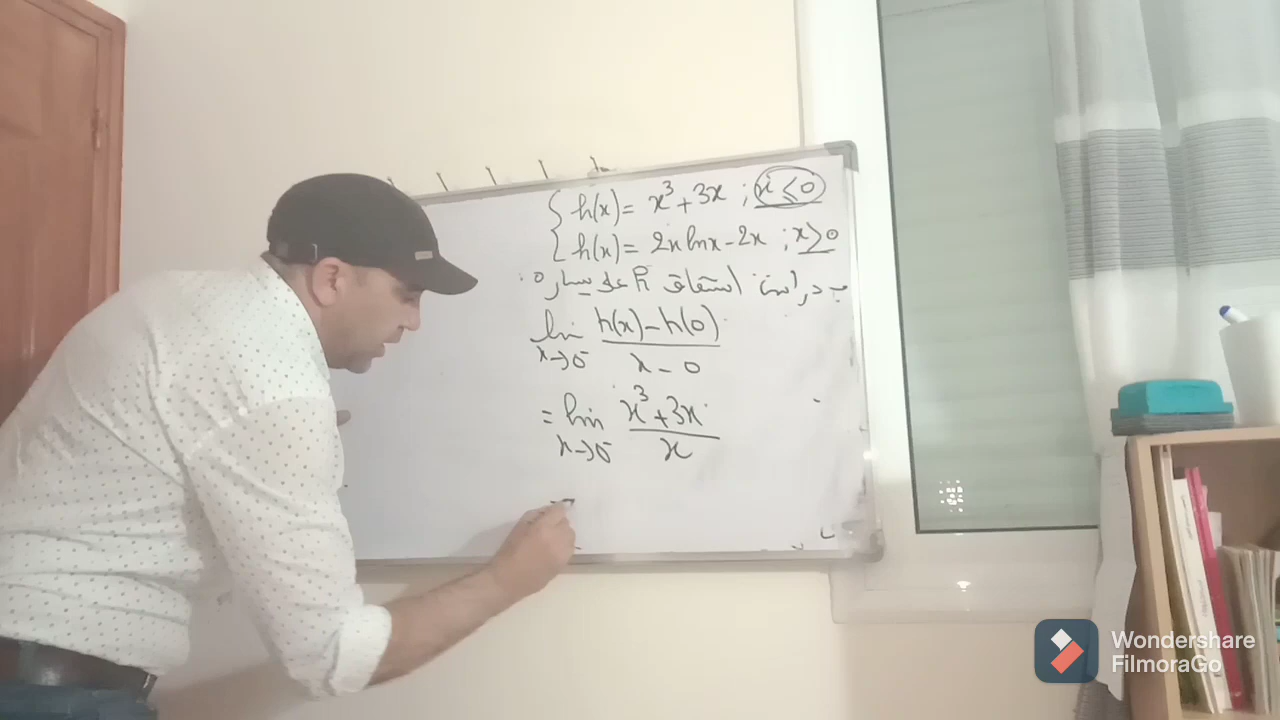 h(x) = x³ + 3x ; x ≤ 0
h(x) = 2x ln x - 2x ; x > 0
ب دراسة اشتقاق h على يسار 0 :
lim x→0⁻ (h(x) - h(0)) / (x - 0)
= lim x→0⁻ (x³ + 3x) / x
Wondershare
FilmoraGo